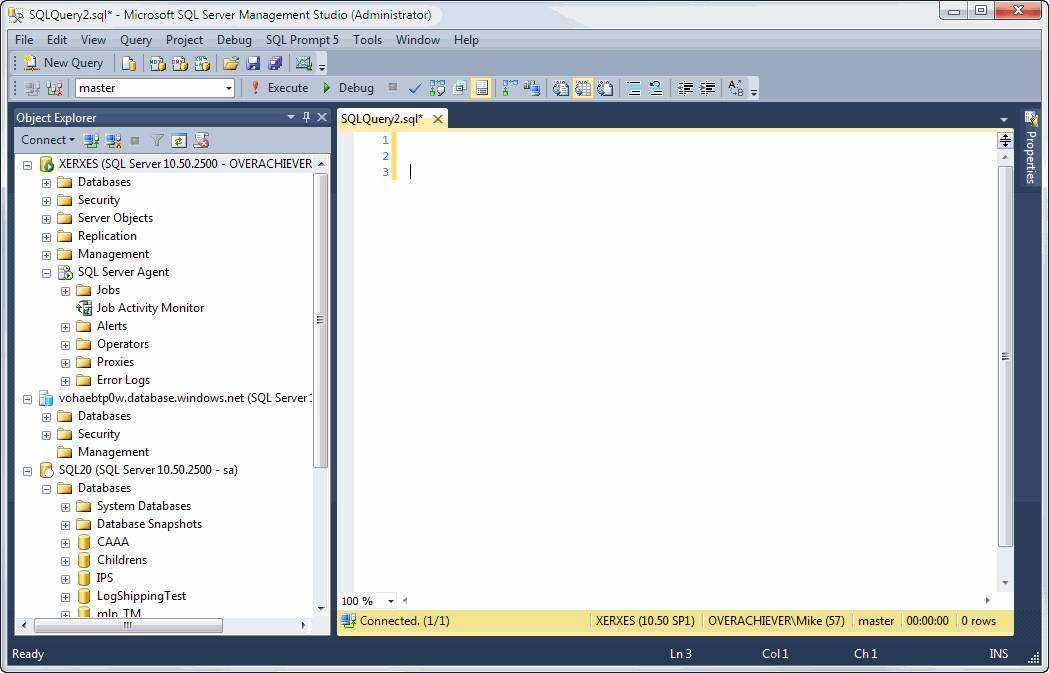 SQLQuery2.sql* - Microsoft SQL Server Management Studio (Administrator)
File Edit View Query Project Debug SQL Prompt 5 Tools Window Help
New Query
master Execute Debug
Object Explorer
SQLQuery2.sql*
Connect
1
2
3
Properties
XERXES (SQL Server 10.50.2500 - OVERACHIEVER
Databases
Security
Server Objects
Replication
Management
SQL Server Agent
Jobs
Job Activity Monitor
Alerts
Operators
Proxies
Error Logs
vohaebtp0w.database.windows.net (SQL Server 1
Databases
Security
Management
SQL20 (SQL Server 10.50.2500 - sa)
Databases
System Databases
Database Snapshots
CAAA
Childrens
IPS
LogShippingTest
mlp_TM
100 %
Connected. (1/1) XERXES (10.50 SP1) OVERACHIEVER\Mike (57) master 00:00:00 0 rows
Ready Ln 3 Col 1 Ch 1 INS